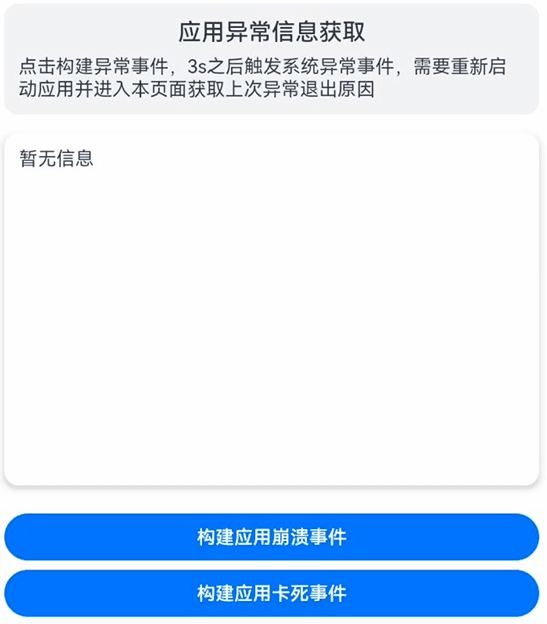 应用异常信息获取
点击构建异常事件，3s之后触发系统异常事件，需要重新启
动应用并进入本页面获取上次异常退出原因
暂无信息
构建应用崩溃事件
构建应用卡死事件